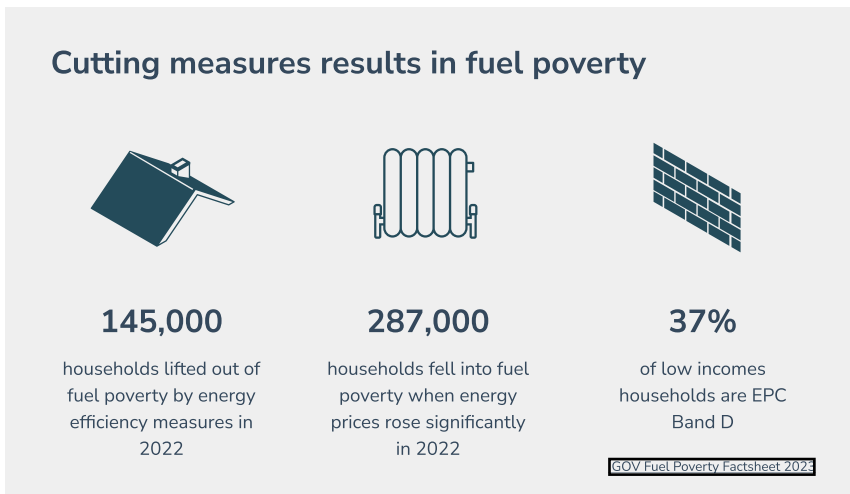 Cutting measures results in fuel poverty
145,000
households lifted out of
fuel poverty by energy
efficiency measures in
2022
287,000
households fell into fuel
poverty when energy
prices rose significantly
in 2022
37%
of low incomes
households are EPC
Band D
GOV Fuel Poverty Factsheet 2023